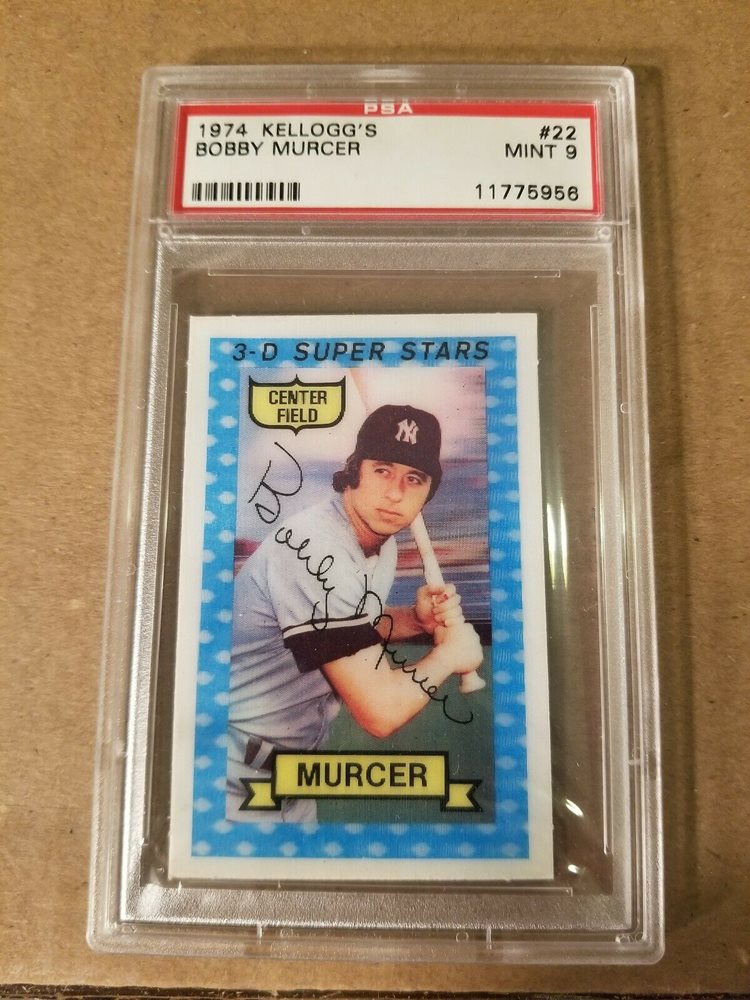 PSA
1974 KELLOGG'S #22
BOBBY MURCER MINT 9
11775956
3-D SUPER STARS
CENTER
FIELD
NY
Bobby Murcer
MURCER